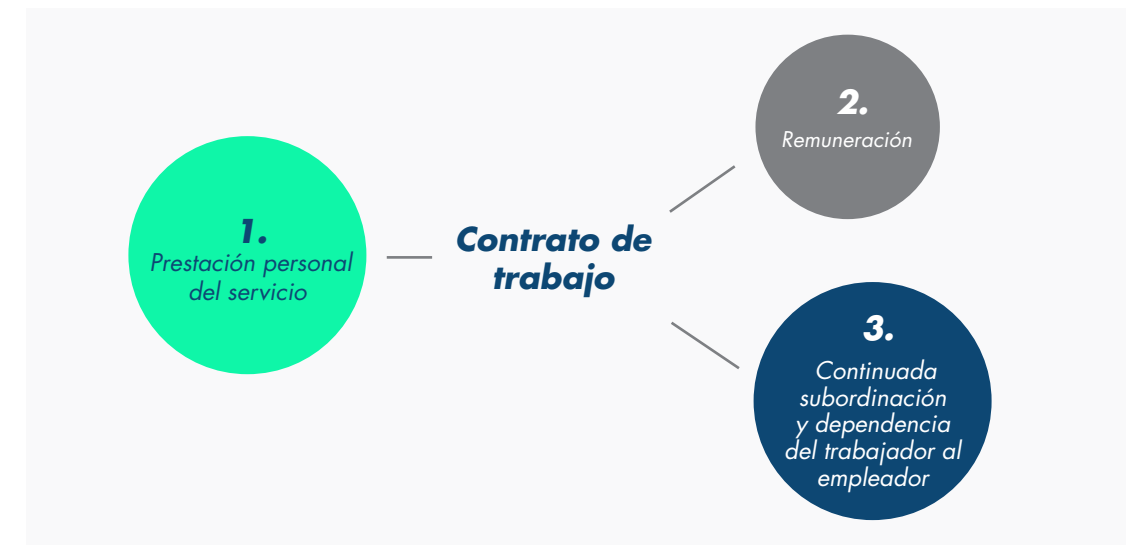 1.
Prestación personal
del servicio
Contrato de
trabajo
2.
Remuneración
3.
Continuada
subordinación
y dependencia
del trabajador al
empleador